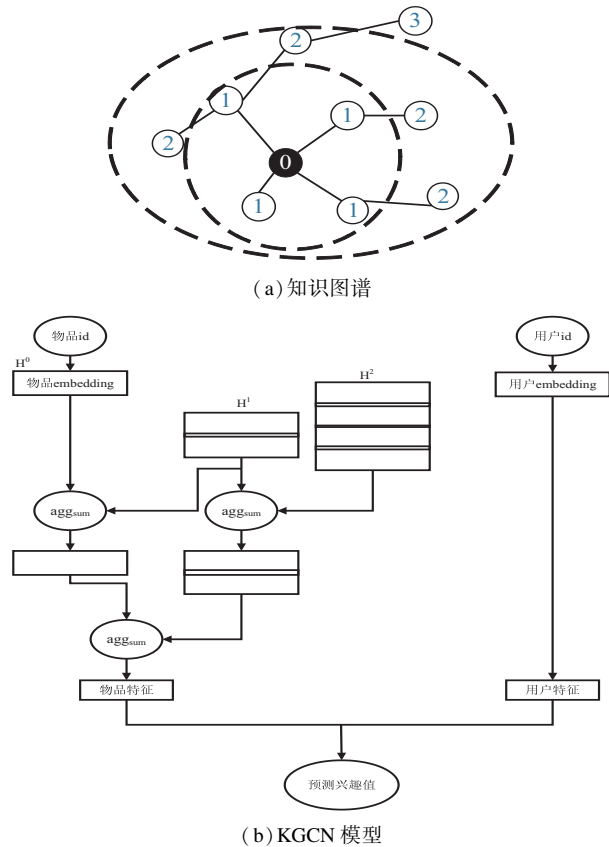 3
2
1
1
2
2
0
2
1
1
(a)知识图谱
物品id
用户id
H⁰
物品embedding
H²
用户embedding
H¹
agg_sum
agg_sum
agg_sum
物品特征
用户特征
预测兴趣值
(b)KGCN 模型